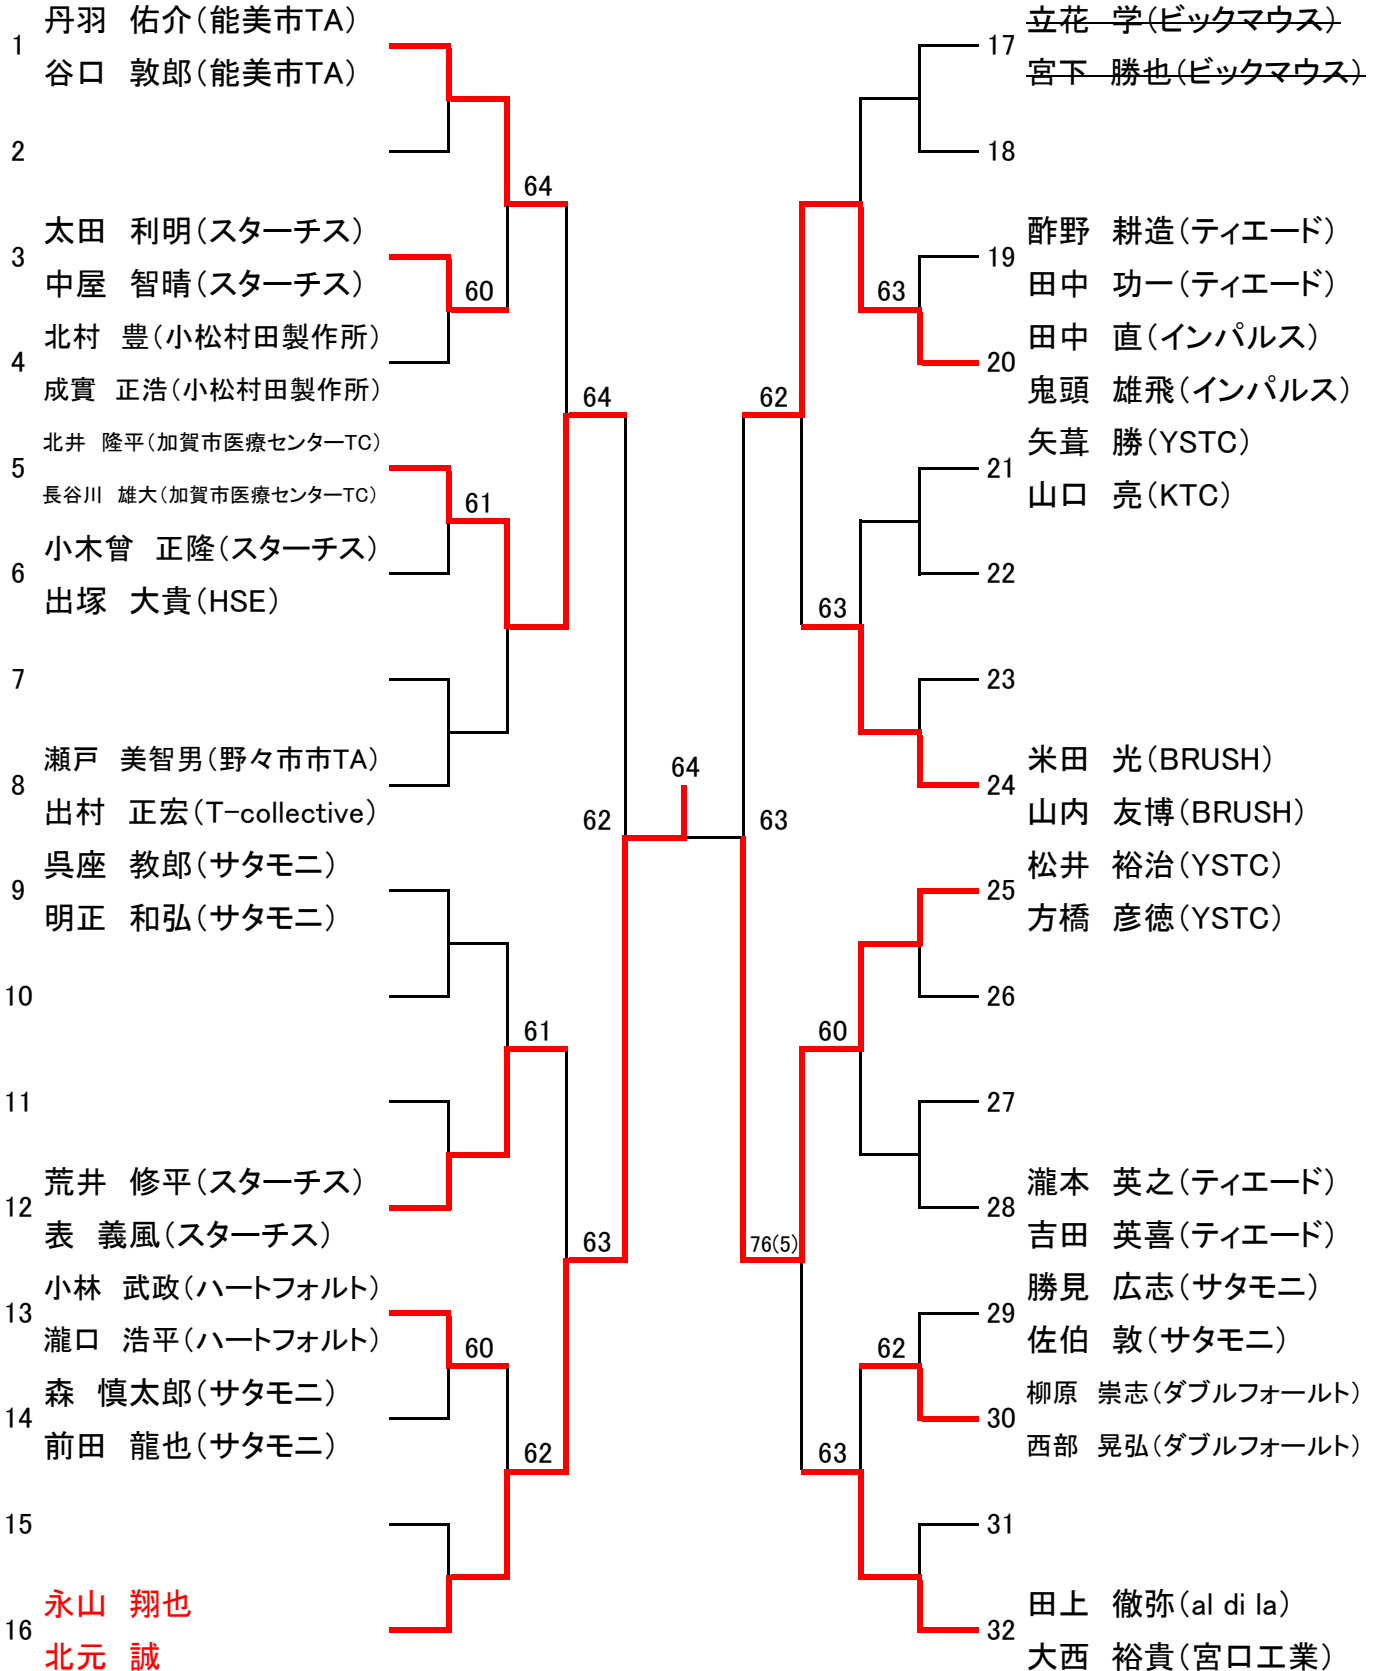 丹羽　佑介(能美市TA)
1
谷口　敦郎(能美市TA)
2
64
太田　利明(スターチス)
3
中屋　智晴(スターチス)
60
北村　豊(小松村田製作所)
4
成實　正浩(小松村田製作所)
64
北井　隆平(加賀市医療センターTC)
5
長谷川　雄大(加賀市医療センターTC)
61
小木曾　正隆(スターチス)
6
出塚　大貴(HSE)
7
瀬戸　美智男(野々市市TA)
8
出村　正宏(T-collective)
62
呉座　教郎(サタモニ)
9
明正　和弘(サタモニ)
10
61
11
荒井　修平(スターチス)
12
表　義風(スターチス)
63
小林　武政(ハートフォルト)
13
瀧口　浩平(ハートフォルト)
60
森　慎太郎(サタモニ)
14
前田　龍也(サタモニ)
62
15
永山　翔也
16
北元　誠
64
立花　学(ビックマウス)
17
宮下　勝也(ビックマウス)
18
酢野　耕造(ティエード)
19
田中　功一(ティエード)
63
田中　直(インパルス)
20
鬼頭　雄飛(インパルス)
62
矢葺　勝(YSTC)
21
山口　亮(KTC)
22
63
23
米田　光(BRUSH)
24
山内　友博(BRUSH)
63
松井　裕治(YSTC)
25
方橋　彦徳(YSTC)
26
60
27
瀧本　英之(ティエード)
28
吉田　英喜(ティエード)
76(5)
勝見　広志(サタモニ)
29
佐伯　敦(サタモニ)
62
柳原　崇志(ダブルフォールト)
30
西部　晃弘(ダブルフォールト)
63
31
田上　徹弥(al di la)
32
大西　裕貴(宮口工業)